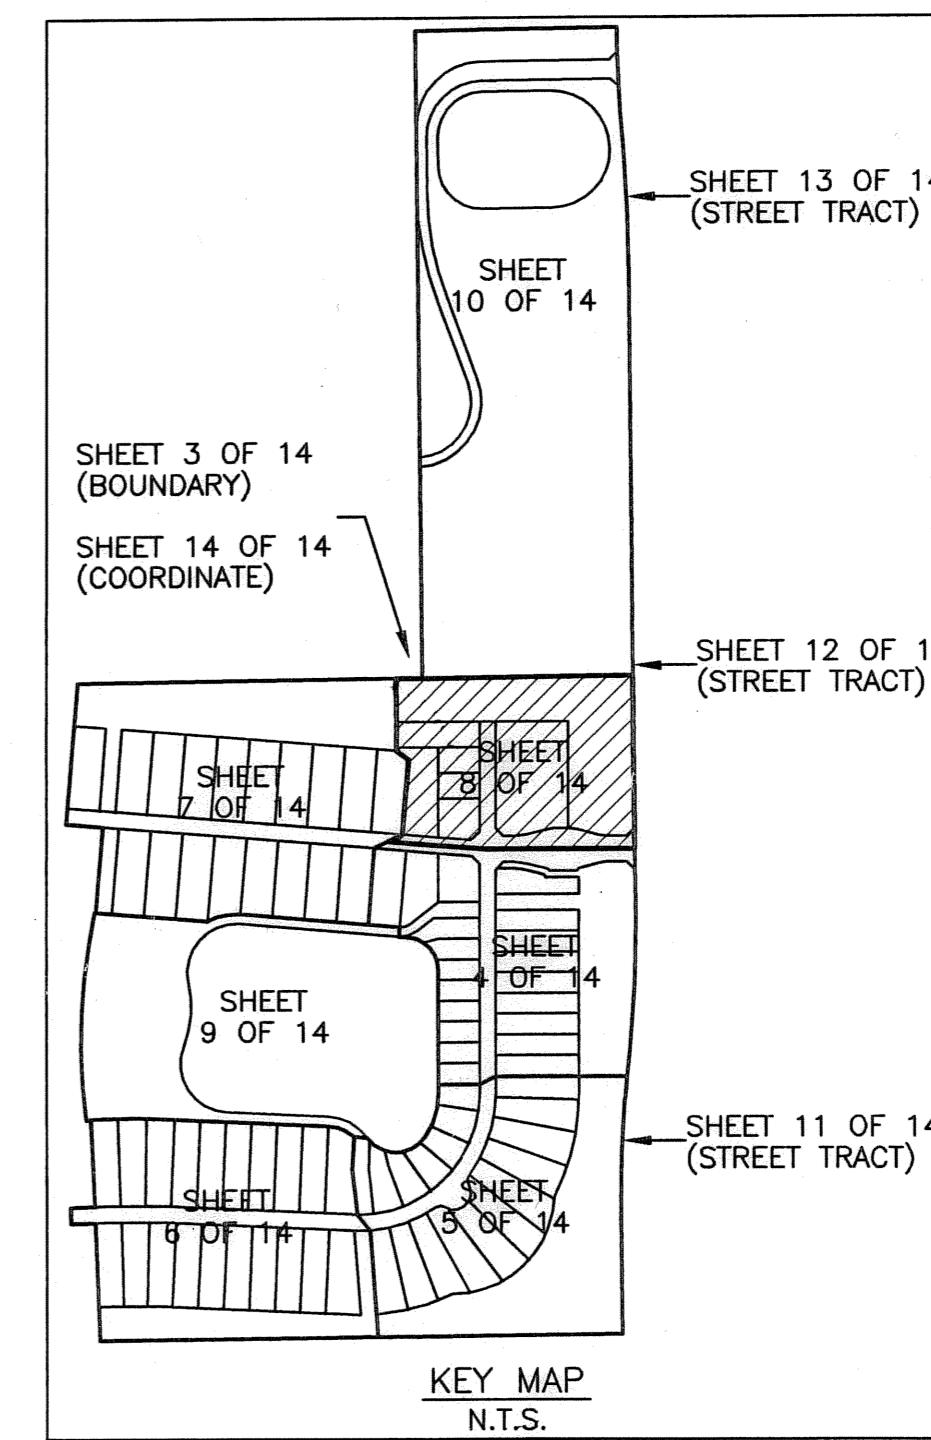 SHEET 13 OF 14
(STREET TRACT)
SHEET
10 OF 14
SHEET 3 OF 14
(BOUNDARY)
SHEET 14 OF 14
(COORDINATE)
SHEET 12 OF 1
(STREET TRACT)
SHEET
8 OF 14
SHEET
7 OF 14
SHEET
4 OF 14
SHEET
9 OF 14
SHEET 11 OF 14
(STREET TRACT)
SHEET
6 OF 14
SHEET
5 OF 14
KEY MAP
N.T.S.